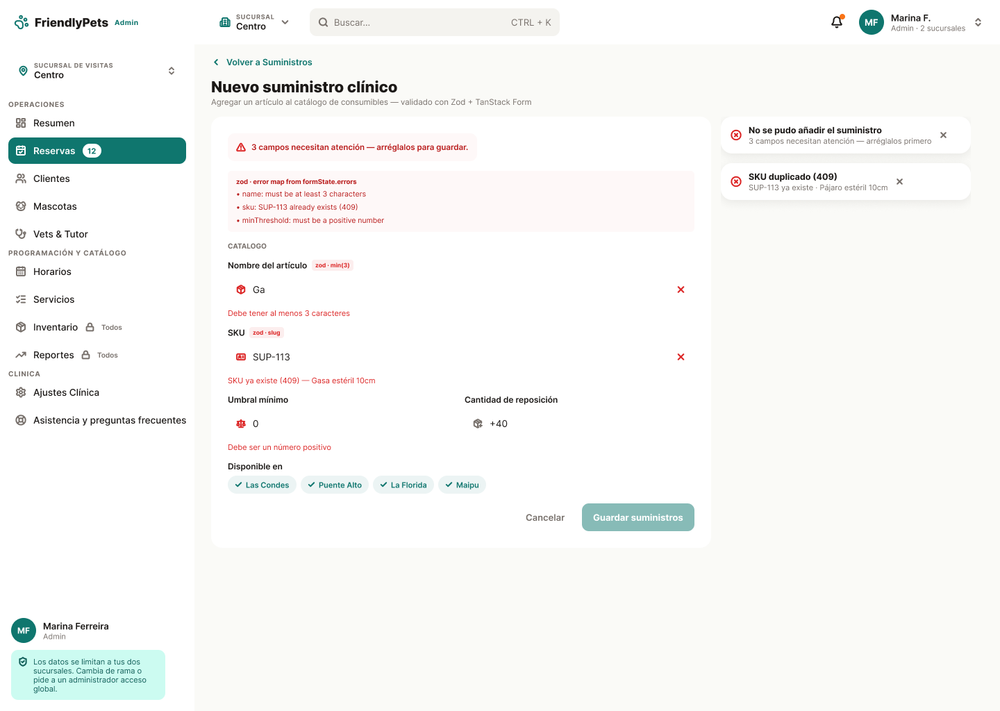 FriendlyPets Admin
SUCURSAL
Centro
Buscar...
CTRL + K
MF
Marina F.
Admin · 2 sucursales
SUCURSAL DE VISITAS
Centro
OPERACIONES
Resumen
Reservas 12
Clientes
Mascotas
Vets & Tutor
PROGRAMACIÓN Y CATÁLOGO
Horarios
Servicios
Inventario Todos
Reportes Todos
CLINICA
Ajustes Clínica
Asistencia y preguntas frecuentes
MF
Marina Ferreira
Admin
Los datos se limitan a tus dos
sucursales. Cambia de rama o
pide a un administrador acceso
global.
Volver a Suministros
Nuevo suministro clínico
Agregar un artículo al catálogo de consumibles — validado con Zod + TanStack Form
3 campos necesitan atención — arréglalos para guardar.
zod · error map from formState.errors
• name: must be at least 3 characters
• sku: SUP-113 already exists (409)
• minThreshold: must be a positive number
CATALOGO
Nombre del artículo zod · min(3)
Ga
Debe tener al menos 3 caracteres
SKU zod · slug
SUP-113
SKU ya existe (409) — Gasa estéril 10cm
Umbral mínimo
Cantidad de reposición
0
+40
Debe ser un número positivo
Disponible en
Las Condes Puente Alto La Florida Maipu
Cancelar
Guardar suministros
No se pudo añadir el suministro
3 campos necesitan atención — arréglalos primero
SKU duplicado (409)
SUP-113 ya existe · Pájaro estéril 10cm